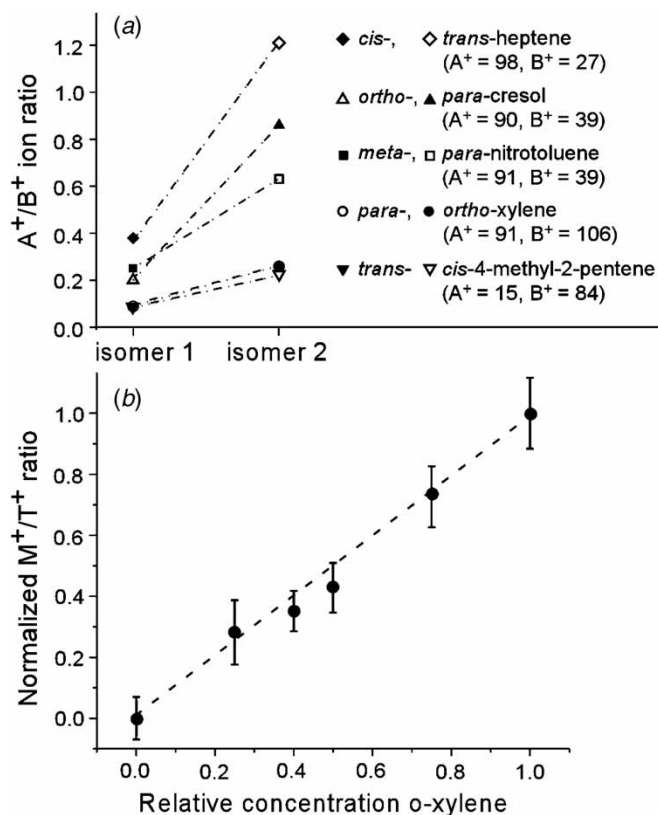 (a)
A⁺/B⁺ ion ratio
1.2
1.0
0.8
0.6
0.4
0.2
0.0
isomer 1
isomer 2
cis-, trans-heptene
(A⁺ = 98, B⁺ = 27)
ortho-, para-cresol
(A⁺ = 90, B⁺ = 39)
meta-, para-nitrotoluene
(A⁺ = 91, B⁺ = 39)
para-, ortho-xylene
(A⁺ = 91, B⁺ = 106)
trans- cis-4-methyl-2-pentene
(A⁺ = 15, B⁺ = 84)
(b)
Normalized M⁺/T⁺ ratio
1.0
0.8
0.6
0.4
0.2
0.0
0.0 0.2 0.4 0.6 0.8 1.0
Relative concentration o-xylene